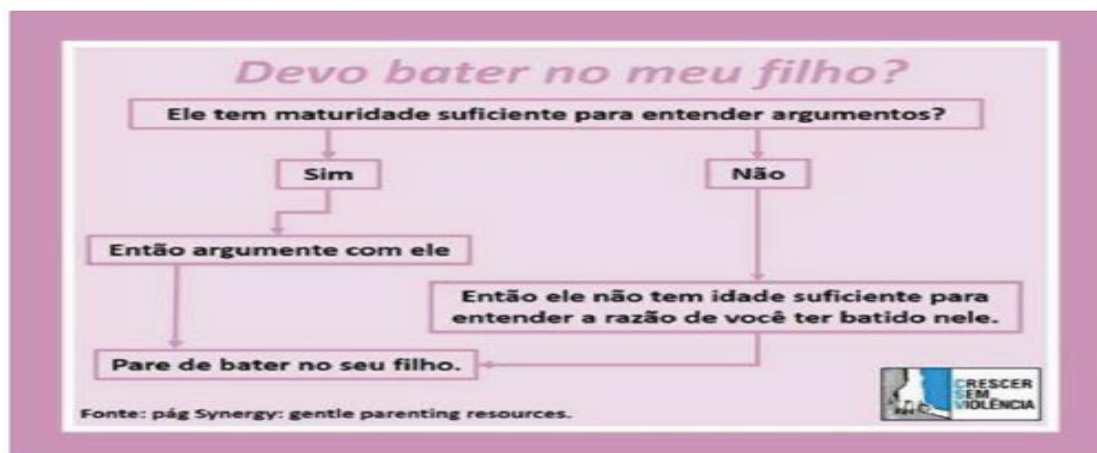 Devo bater no meu filho?
Ele tem maturidade suficiente para entender argumentos?
Sim
Não
Então argumente com ele
Então ele não tem idade suficiente para
entender a razão de você ter batido nele.
Pare de bater no seu filho.
Fonte: pág Synergy: gentle parenting resources.
CRESCER
SEM
VIOLÊNCIA